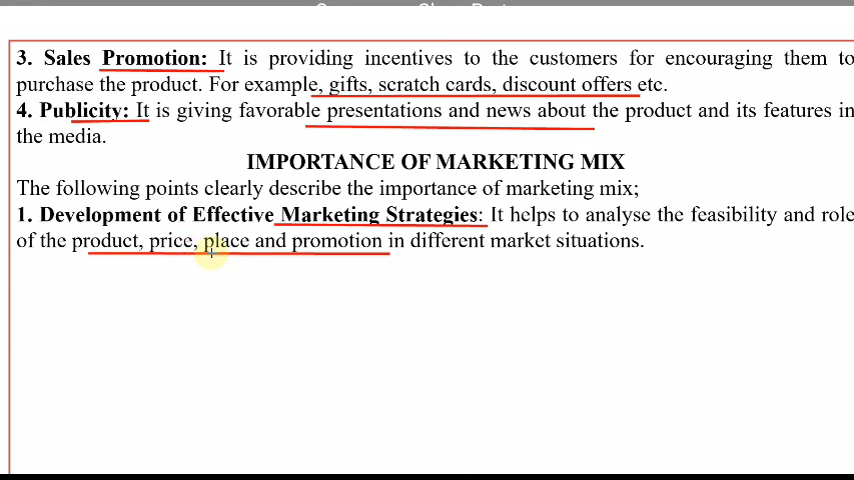 3. Sales Promotion: It is providing incentives to the customers for encouraging them to
purchase the product. For example, gifts, scratch cards, discount offers etc.
4. Publicity: It is giving favorable presentations and news about the product and its features in
the media.
IMPORTANCE OF MARKETING MIX
The following points clearly describe the importance of marketing mix;
1. Development of Effective Marketing Strategies: It helps to analyse the feasibility and role
of the product, price, place and promotion in different market situations.